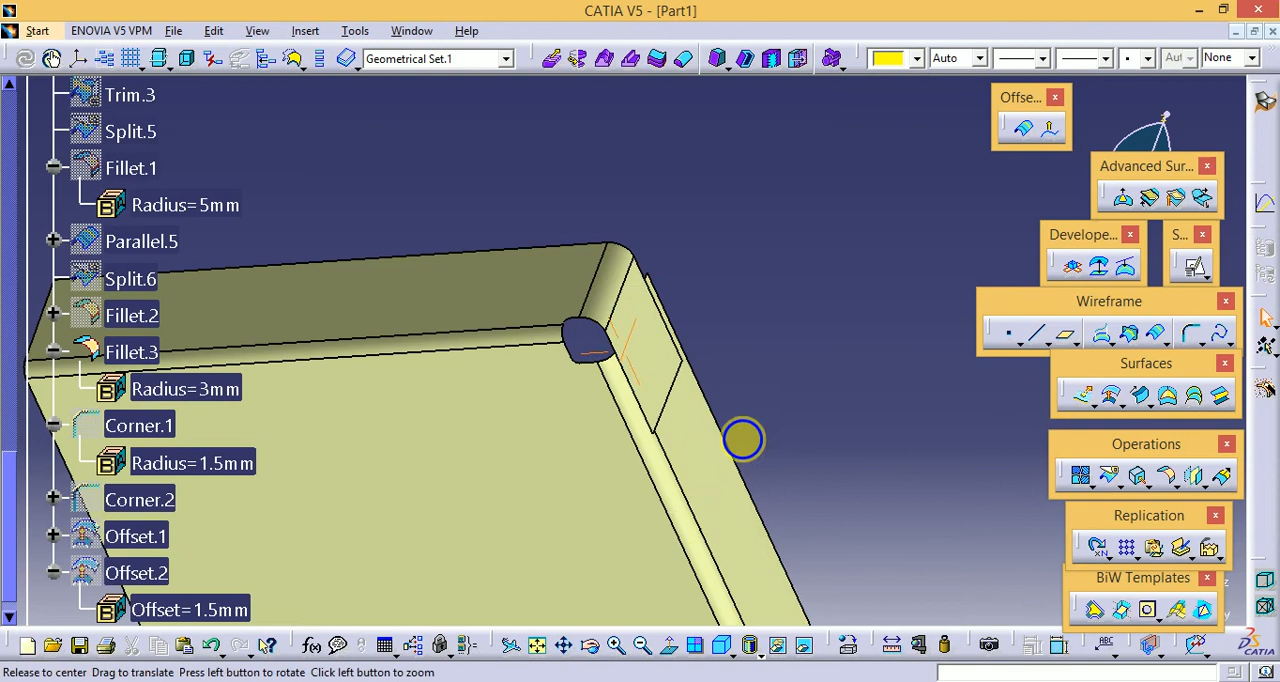 CATIA V5 - [Part1]
Start ENOVIA V5 VPM File Edit View Insert Tools Window Help
Geometrical Set.1 Auto Aut None
Trim.3
Split.5
Fillet.1
Radius=5mm
Parallel.5
Split.6
Fillet.2
Fillet.3
Radius=3mm
Corner.1
Radius=1.5mm
Corner.2
Offset.1
Offset.2
Offset=1.5mm
Offse...
Advanced Sur...
Develope... S...
Wireframe
Surfaces
Operations
Replication
BiW Templates
f(x) ABC
CATIA
Release to center Drag to translate Press left button to rotate Click left button to zoom